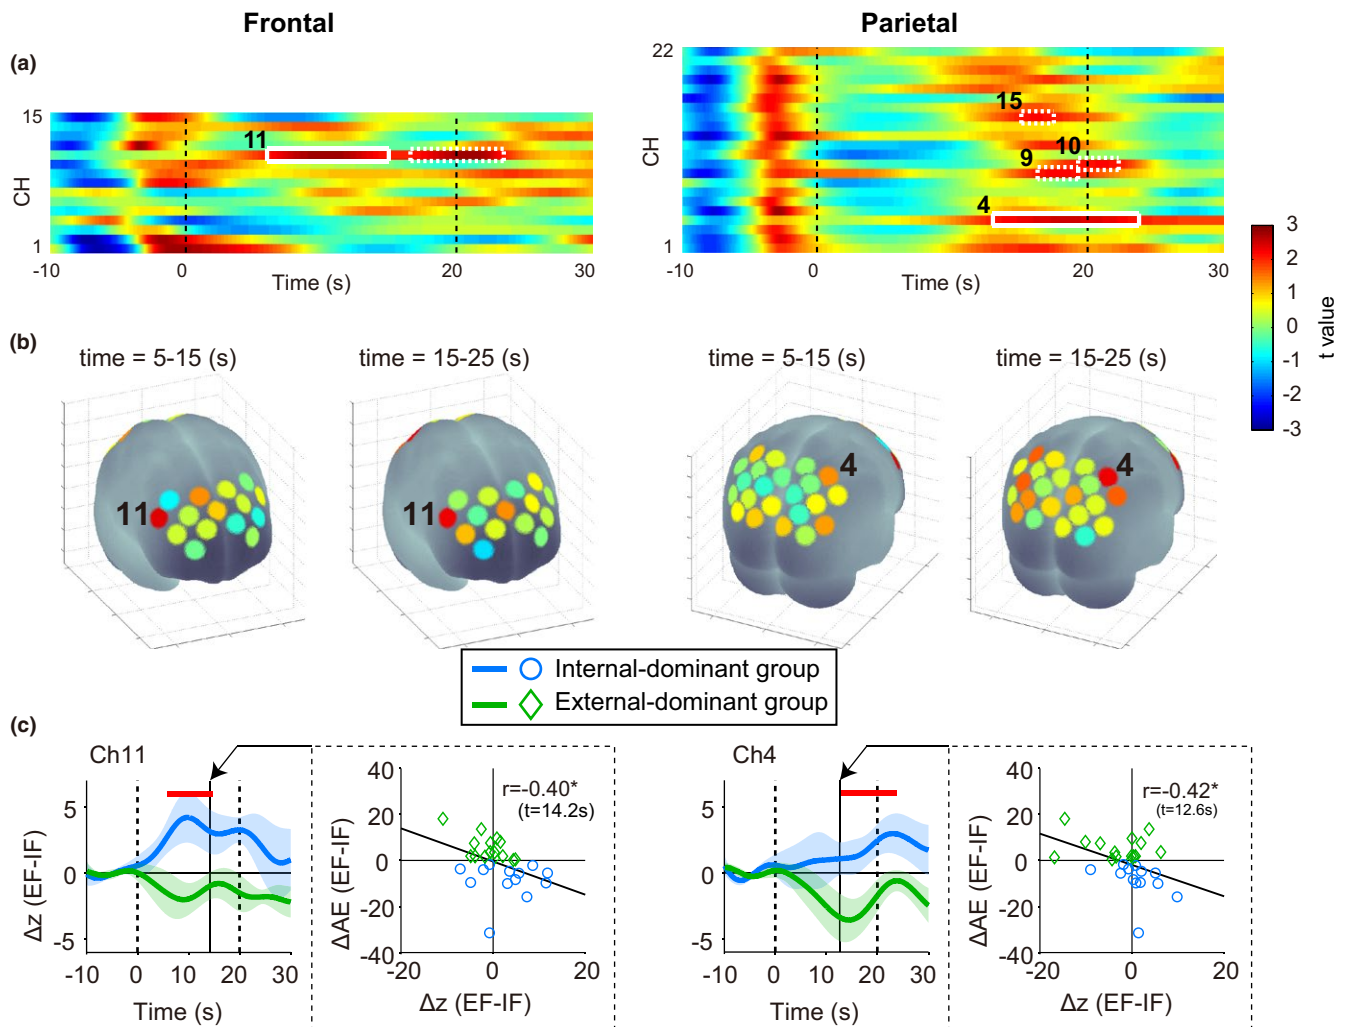 Frontal
Parietal
(a)
15
CH
1
11
-10
0
20
30
Time (s)
22
CH
1
15
10
9
4
-10
0
20
30
Time (s)
3
2
1
0
-1
-2
-3
t value
(b)
time = 5-15 (s)
time = 15-25 (s)
time = 5-15 (s)
time = 15-25 (s)
11
11
4
4
Internal-dominant group
External-dominant group
(c)
Ch11
5
0
-5
Δz (EF-IF)
-10
0
10
20
30
Time (s)
40
20
0
-20
-40
ΔAE (EF-IF)
r=-0.40*
(t=14.2s)
0
20
Δz (EF-IF)
Ch4
5
0
-5
-10
0
10
20
30
Time (s)
40
20
0
-20
-40
ΔAE (EF-IF)
r=-0.42*
(t=12.6s)
-20
0
20
Δz (EF-IF)